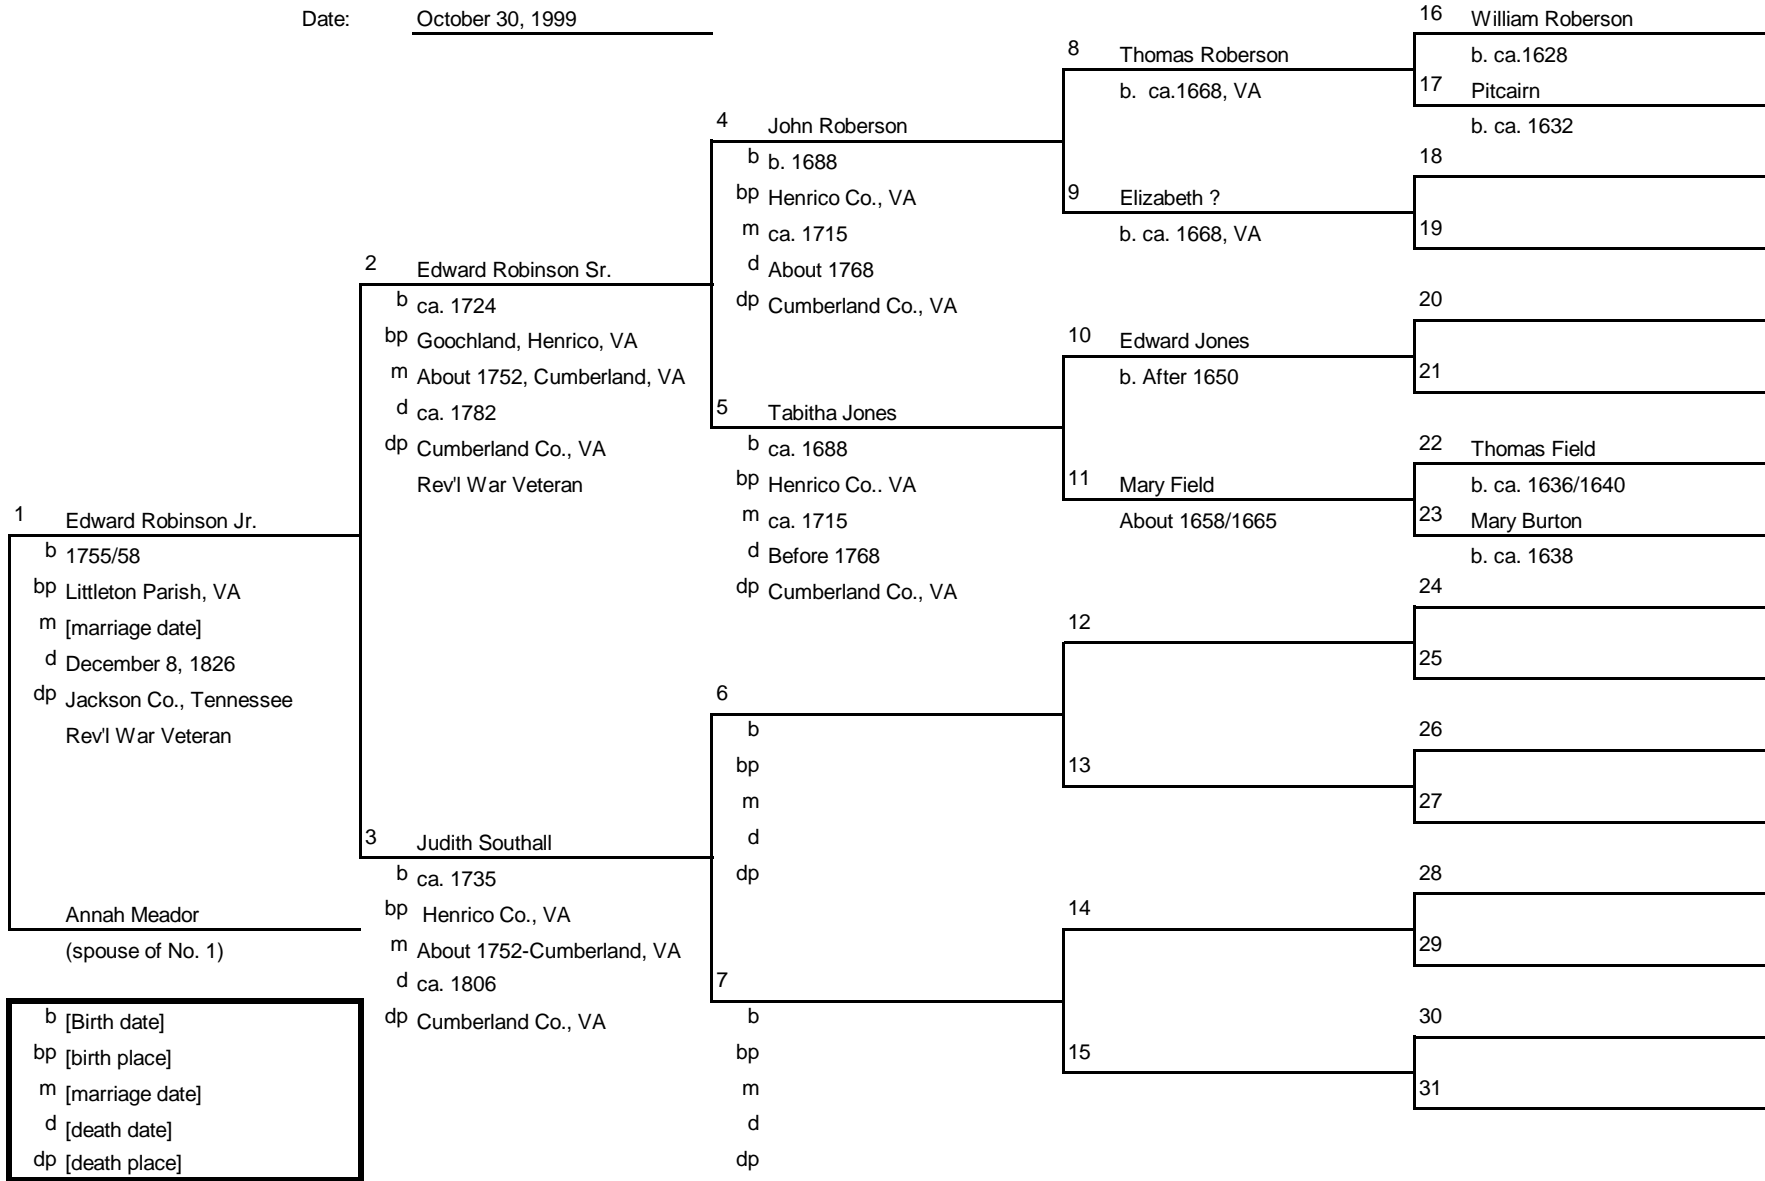 Date: October 30, 1999
1 Edward Robinson Jr.
b 1755/58
bp Littleton Parish, VA
m [marriage date]
d December 8, 1826
dp Jackson Co., Tennessee
Rev'l War Veteran
Annah Meador
(spouse of No. 1)
b [Birth date]
bp [birth place]
m [marriage date]
d [death date]
dp [death place]
2 Edward Robinson Sr.
b ca. 1724
bp Goochland, Henrico, VA
m About 1752, Cumberland, VA
d ca. 1782
dp Cumberland Co., VA
Rev'l War Veteran
3 Judith Southall
b ca. 1735
bp Henrico Co., VA
m About 1752-Cumberland, VA
d ca. 1806
dp Cumberland Co., VA
4 John Roberson
b b. 1688
bp Henrico Co., VA
m ca. 1715
d About 1768
dp Cumberland Co., VA
5 Tabitha Jones
b ca. 1688
bp Henrico Co.. VA
m ca. 1715
d Before 1768
dp Cumberland Co., VA
6
b
bp
m
d
dp
7
b
bp
m
d
dp
8 Thomas Roberson
b. ca.1668, VA
9 Elizabeth ?
b. ca. 1668, VA
10 Edward Jones
b. After 1650
11 Mary Field
About 1658/1665
12
13
14
15
16 William Roberson
b. ca.1628
17 Pitcairn
b. ca. 1632
18
19
20
21
22 Thomas Field
b. ca. 1636/1640
23 Mary Burton
b. ca. 1638
24
25
26
27
28
29
30
31